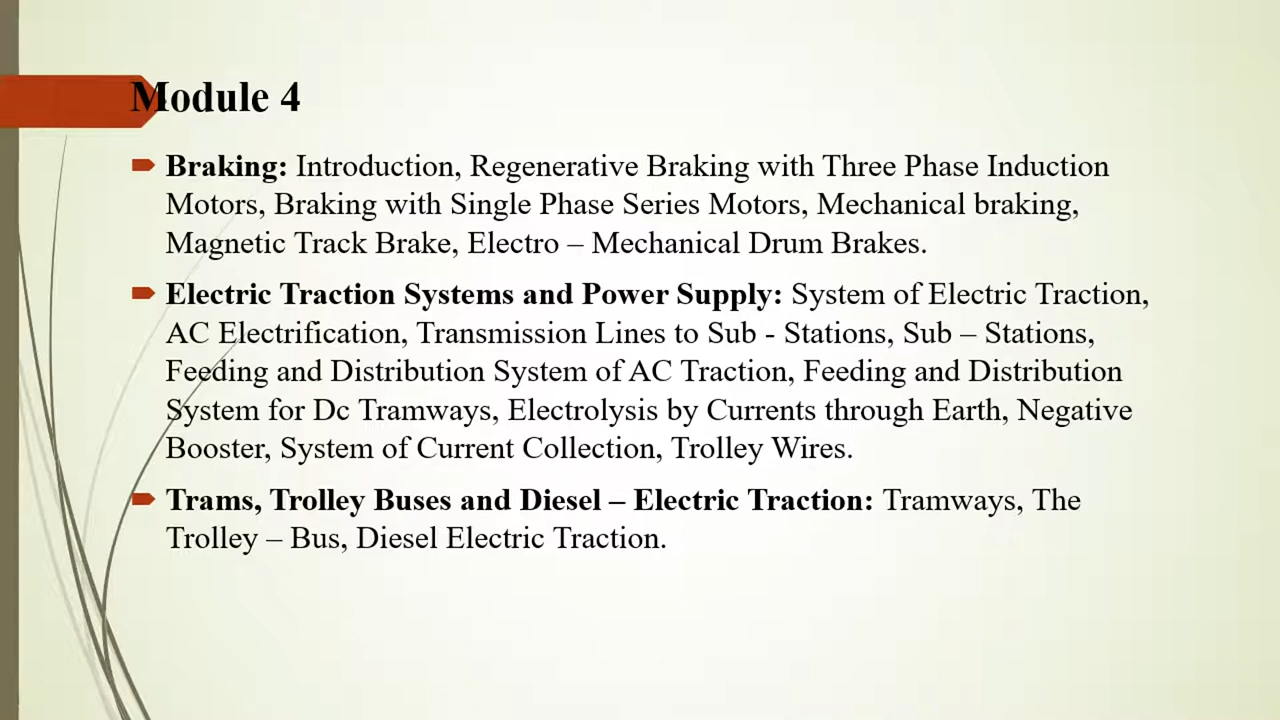 Module 4
Braking: Introduction, Regenerative Braking with Three Phase Induction
Motors, Braking with Single Phase Series Motors, Mechanical braking,
Magnetic Track Brake, Electro – Mechanical Drum Brakes.
Electric Traction Systems and Power Supply: System of Electric Traction,
AC Electrification, Transmission Lines to Sub - Stations, Sub – Stations,
Feeding and Distribution System of AC Traction, Feeding and Distribution
System for Dc Tramways, Electrolysis by Currents through Earth, Negative
Booster, System of Current Collection, Trolley Wires.
Trams, Trolley Buses and Diesel – Electric Traction: Tramways, The
Trolley – Bus, Diesel Electric Traction.